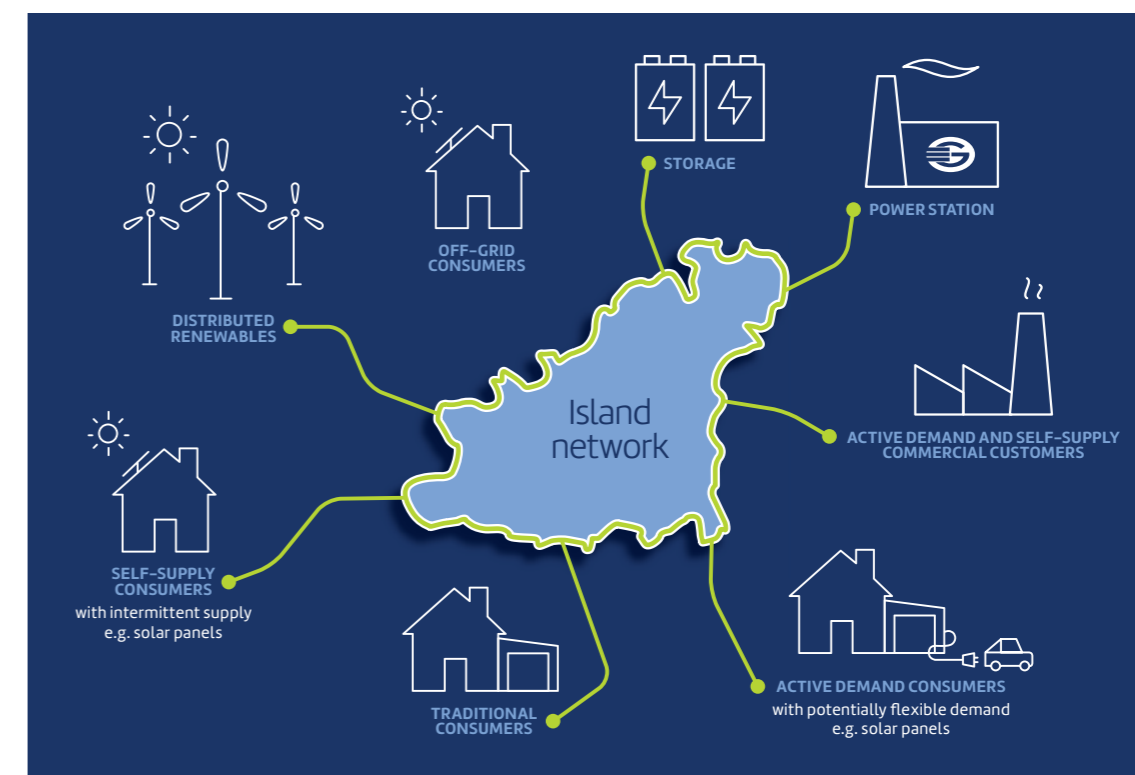 STORAGE
POWER STATION
OFF-GRID
CONSUMERS
DISTRIBUTED
RENEWABLES
Island
network
ACTIVE DEMAND AND SELF-SUPPLY
COMMERCIAL CUSTOMERS
SELF-SUPPLY
CONSUMERS
with intermittent supply
e.g. solar panels
TRADITIONAL
CONSUMERS
ACTIVE DEMAND CONSUMERS
with potentially flexible demand
e.g. solar panels